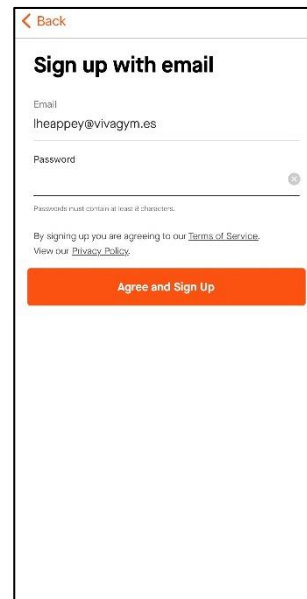 Back
Sign up with email
Email
lheappey@vivagym.es
Password
Passwords must contain at least 8 characters.
By signing up you are agreeing to our Terms of Service.
View our Privacy Policy.
Agree and Sign Up